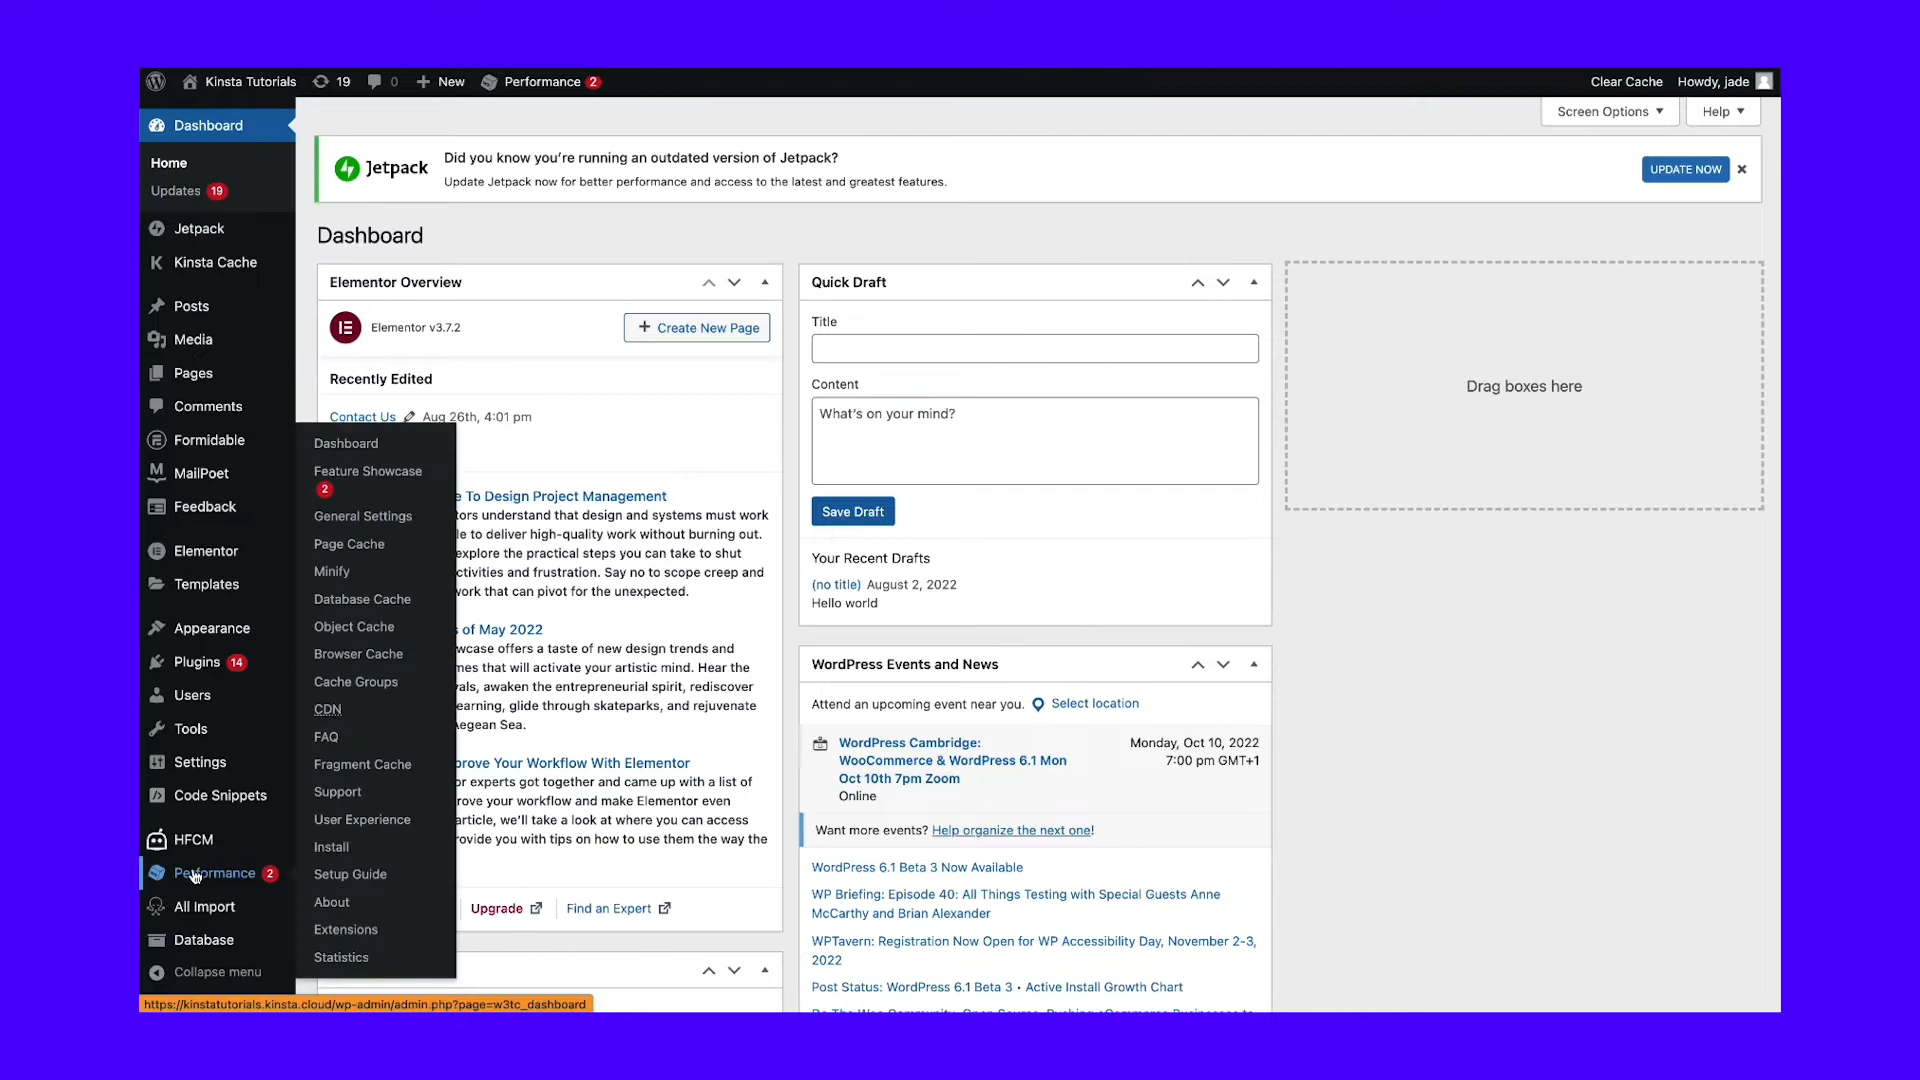 Kinsta Tutorials 19 0 New Performance 2 Clear Cache Howdy, jade
Screen Options Help
Dashboard
Home
Updates 19
Jetpack
Kinsta Cache
Posts
Media
Pages
Comments
Formidable
MailPoet
Feedback
Elementor
Templates
Appearance
Plugins 14
Users
Tools
Settings
Code Snippets
HFCM
Performance 2
All Import
Database
Collapse menu
Dashboard
Feature Showcase
2
General Settings
Page Cache
Minify
Database Cache
Object Cache
Browser Cache
Cache Groups
CDN
FAQ
Fragment Cache
Support
User Experience
Install
Setup Guide
About
Extensions
Statistics
https://kinstatutorials.kinsta.cloud/wp-admin/admin.php?page=w3tc_dashboard
Jetpack
Did you know you're running an outdated version of Jetpack?
Update Jetpack now for better performance and access to the latest and greatest features.
UPDATE NOW
Dashboard
Elementor Overview
Elementor v3.7.2
Create New Page
Recently Edited
Contact Us Aug 26th, 4:01 pm
To Design Project Management
understand that design and systems must work
to deliver high-quality work without burning out.
explore the practical steps you can take to shut
and frustration. Say no to scope creep and
that can pivot for the unexpected.
of May 2022
offers a taste of new design trends and
that will activate your artistic mind. Hear the
awaken the entrepreneurial spirit, rediscover
glide through skateparks, and rejuvenate
Aegean Sea.
Your Workflow With Elementor
experts got together and came up with a list of
your workflow and make Elementor even
article, we'll take a look at where you can access
you with tips on how to use them the way the
Upgrade Find an Expert
Quick Draft
Title
Content
What's on your mind?
Save Draft
Your Recent Drafts
(no title) August 2, 2022
Hello world
Drag boxes here
WordPress Events and News
Attend an upcoming event near you. Select location
WordPress Cambridge: Monday, Oct 10, 2022
WooCommerce & WordPress 6.1 Mon 7:00 pm GMT+1
Oct 10th 7pm Zoom
Online
Want more events? Help organize the next one!
WordPress 6.1 Beta 3 Now Available
WP Briefing: Episode 40: All Things Testing with Special Guests Anne
McCarthy and Brian Alexander
WPTavern: Registration Now Open for WP Accessibility Day, November 2-3,
2022
Post Status: WordPress 6.1 Beta 3 • Active Install Growth Chart